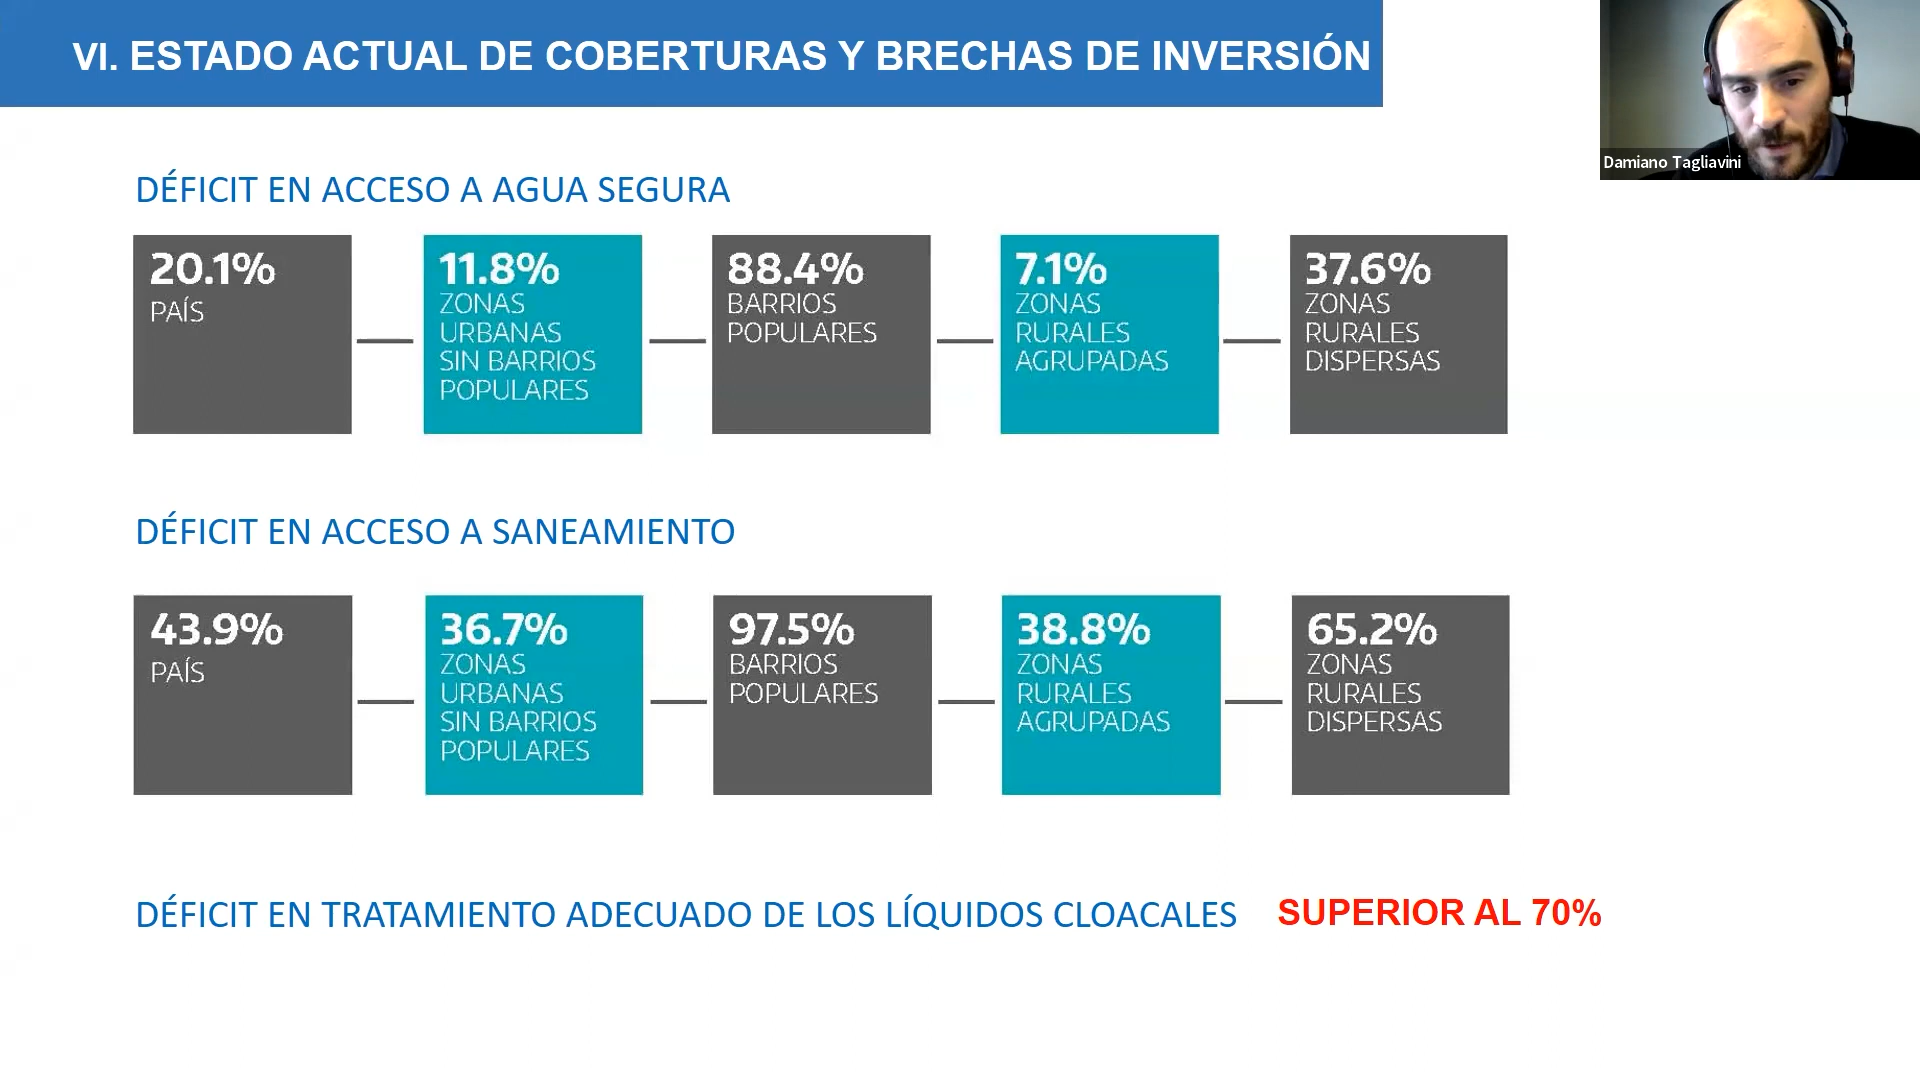 VI. ESTADO ACTUAL DE COBERTURAS Y BRECHAS DE INVERSIÓN
Damiano Tagliavini
DÉFICIT EN ACCESO A AGUA SEGURA
20.1%
PAÍS
11.8%
ZONAS
URBANAS
SIN BARRIOS
POPULARES
88.4%
BARRIOS
POPULARES
7.1%
ZONAS
RURALES
AGRUPADAS
37.6%
ZONAS
RURALES
DISPERSAS
DÉFICIT EN ACCESO A SANEAMIENTO
43.9%
PAÍS
36.7%
ZONAS
URBANAS
SIN BARRIOS
POPULARES
97.5%
BARRIOS
POPULARES
38.8%
ZONAS
RURALES
AGRUPADAS
65.2%
ZONAS
RURALES
DISPERSAS
DÉFICIT EN TRATAMIENTO ADECUADO DE LOS LÍQUIDOS CLOACALES SUPERIOR AL 70%